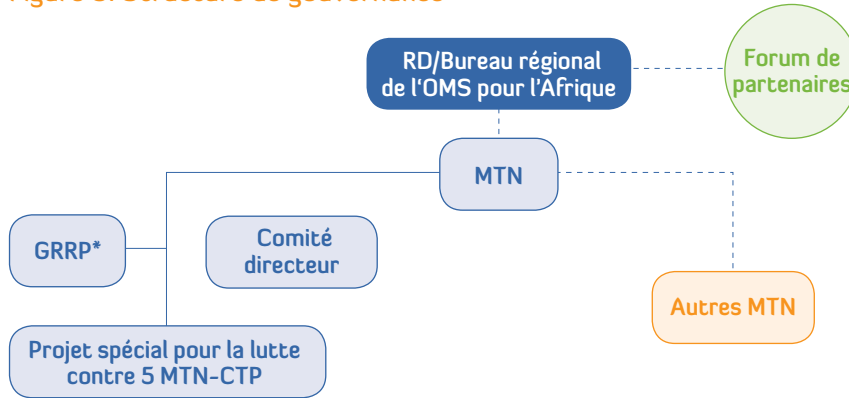 RD/Bureau régional
de l'OMS pour l'Afrique
Forum de
partenaires
MTN
GRRP*
Comité
directeur
Autres MTN
Projet spécial pour la lutte
contre 5 MTN-CTP